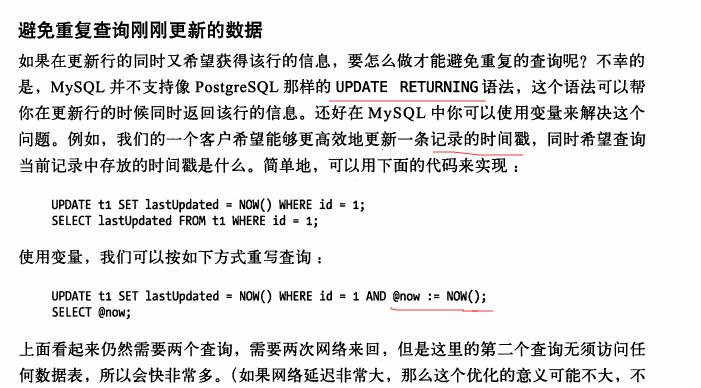 避免重复查询刚刚更新的数据
如果在更新行的同时又希望获得该行的信息，要怎么做才能避免重复的查询呢？不幸的
是，MySQL 并不支持像 PostgreSQL 那样的 UPDATE RETURNING 语法，这个语法可以帮
你在更新行的时候同时返回该行的信息。还好在 MySQL 中你可以使用变量来解决这个
问题。例如，我们的一个客户希望能够更高效地更新一条记录的时间戳，同时希望查询
当前记录中存放的时间戳是什么。简单地，可以用下面的代码来实现：
UPDATE t1 SET lastUpdated = NOW() WHERE id = 1;
SELECT lastUpdated FROM t1 WHERE id = 1;
使用变量，我们可以按如下方式重写查询：
UPDATE t1 SET lastUpdated = NOW() WHERE id = 1 AND @now := NOW();
SELECT @now;
上面看起来仍然需要两个查询，需要两次网络来回，但是这里的第二个查询无须访问任
何数据表，所以会快非常多。（如果网络延迟非常大，那么这个优化的意义可能不大，不